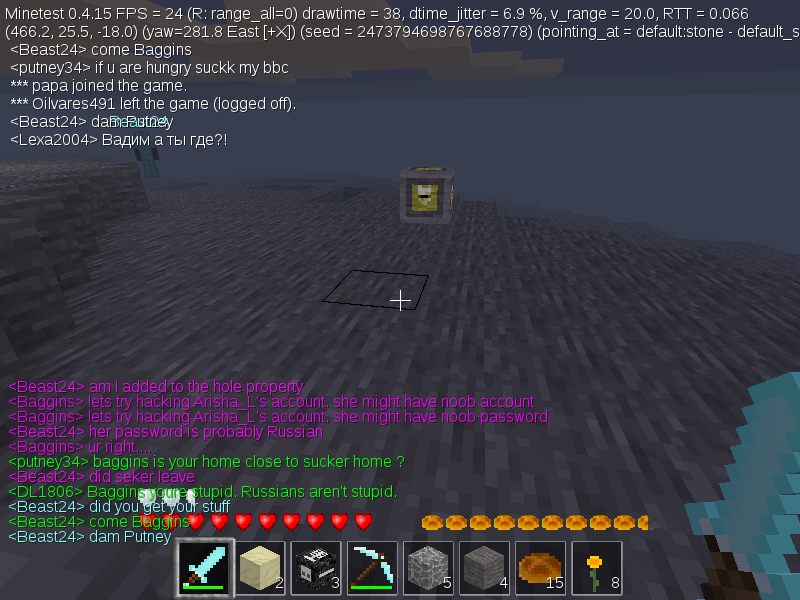 Minetest 0.4.15 FPS = 24 (R: range_all=0) drawtime = 38, dtime_jitter = 6.9 %, v_range = 20.0, RTT = 0.066
(466.2, 25.5, -18.0) (yaw=281.8 East [+X]) (seed = 2473794698767688778) (pointing_at = default:stone - default_s
<Beast24> come Baggins
<putney34> if u are hungry suckk my bbc
*** papa joined the game.
*** Oilvares491 left the game (logged off).
<Beast24> dam Putney
Beast24
<Lexa2004> Вадим а ты где?!
<Beast24> am I added to the hole property
<Baggins> lets try hacking Arisha_L's account. she might have noob account
<Baggins> lets try hacking Arisha_L's account. she might have noob password
<Beast24> her password is probably Russian
<Baggins> ur right....
<putney34> baggins is your home close to sucker home ?
<Beast24> did seker leave
<DL1806> Baggins youre stupid. Russians aren't stupid.
<Beast24> did you get your stuff
<Beast24> come Baggins
<Beast24> dam Putney
2
3
5
4
15
8